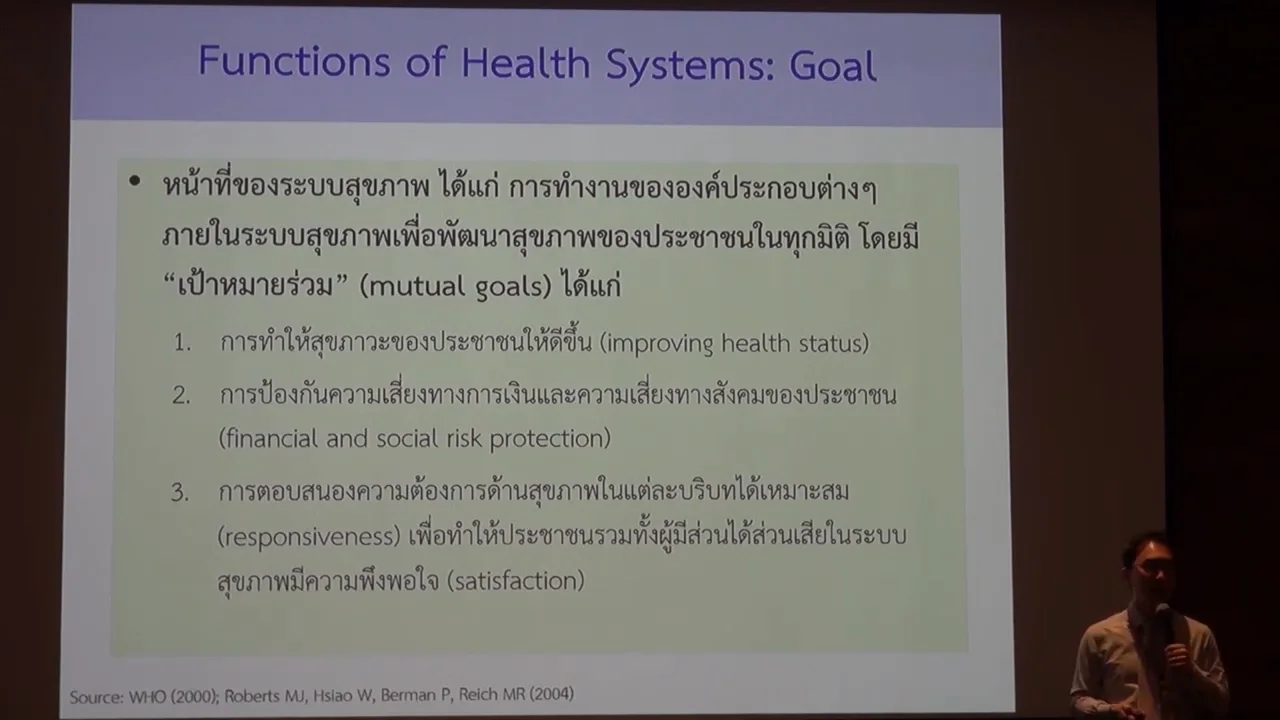 Functions of Health Systems: Goal
• หน้าที่ของระบบสุขภาพ ได้แก่ การทำงานขององค์ประกอบต่างๆ
ภายในระบบสุขภาพเพื่อพัฒนาสุขภาพของประชาชนในทุกมิติ โดยมี
“เป้าหมายร่วม” (mutual goals) ได้แก่
1. การทำให้สุขภาวะของประชาชนให้ดีขึ้น (improving health status)
2. การป้องกันความเสี่ยงทางการเงินและความเสี่ยงทางสังคมของประชาชน
(financial and social risk protection)
3. การตอบสนองความต้องการด้านสุขภาพในแต่ละบริบทได้เหมาะสม
(responsiveness) เพื่อทำให้ประชาชนรวมทั้งผู้มีส่วนได้ส่วนเสียในระบบ
สุขภาพมีความพึงพอใจ (satisfaction)
Source: WHO (2000); Roberts MJ, Hsiao W, Berman P, Reich MR (2004)